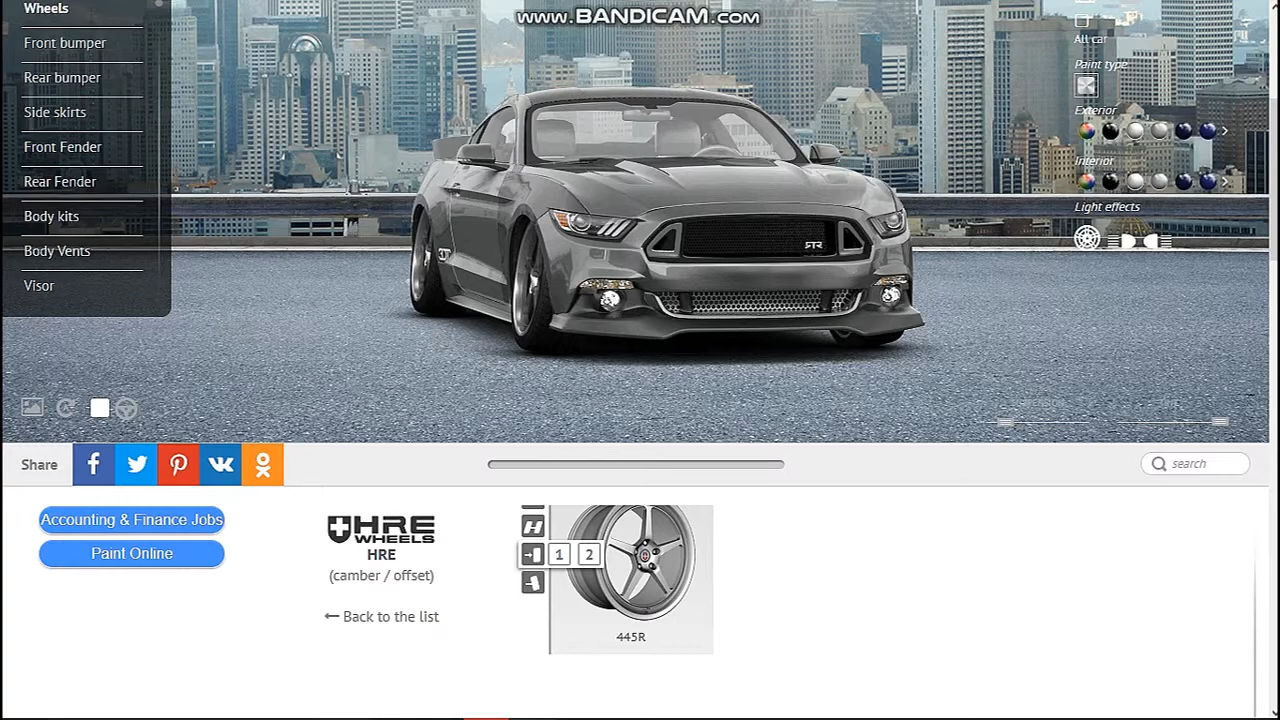 www.BANDICAM.com
Wheels
Front bumper
Rear bumper
Side skirts
Front Fender
Rear Fender
Body kits
Body Vents
Visor
All car
Paint type
Exterior
Interior
Light effects
RTR
Share
search
Accounting & Finance Jobs
Paint Online
HRE
WHEELS
HRE
(camber / offset)
Back to the list
H
1 2
445R